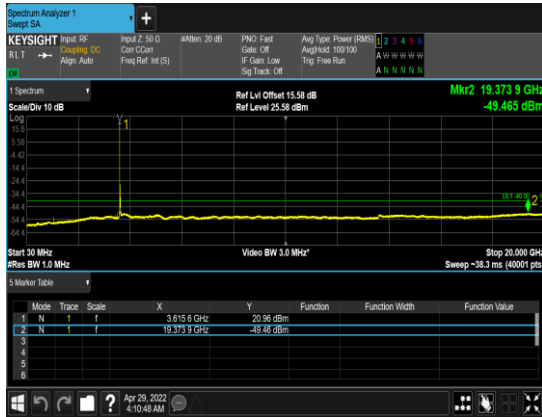 Spectrum Analyzer 1
Swept SA
KEYSIGHT
RLT
Input: RF
Coupling: DC
Align: Auto
Input Z: 50 Ω
Corr CCorr
Freq Ref: Int (S)
#Atten: 20 dB
PNO: Fast
Gate: Off
IF Gain: Low
Sig Track: Off
Avg Type: Power (RMS)
Avg|Hold: 100/100
Trig: Free Run
1 2 3 4 5 6
A W W W W W
A N N N N N
1 Spectrum
Scale/Div 10 dB
Ref Lvl Offset 15.58 dB
Ref Level 25.58 dBm
Mkr2 19.373 9 GHz
-49.465 dBm
Log
15.6
5.58
-4.42
-14.4
-24.4
-34.4
-44.4
-54.4
-64.4
1
2
Start 30 MHz
#Res BW 1.0 MHz
Video BW 3.0 MHz*
Stop 20.000 GHz
Sweep ~38.3 ms (40001 pts)
5 Marker Table
Mode Trace Scale X Y Function Function Width Function Value
1 N 1 f 3.615 6 GHz 20.96 dBm
2 N 1 f 19.373 9 GHz -49.46 dBm
3
4
5
6
?
Apr 29, 2022
4:10:48 AM